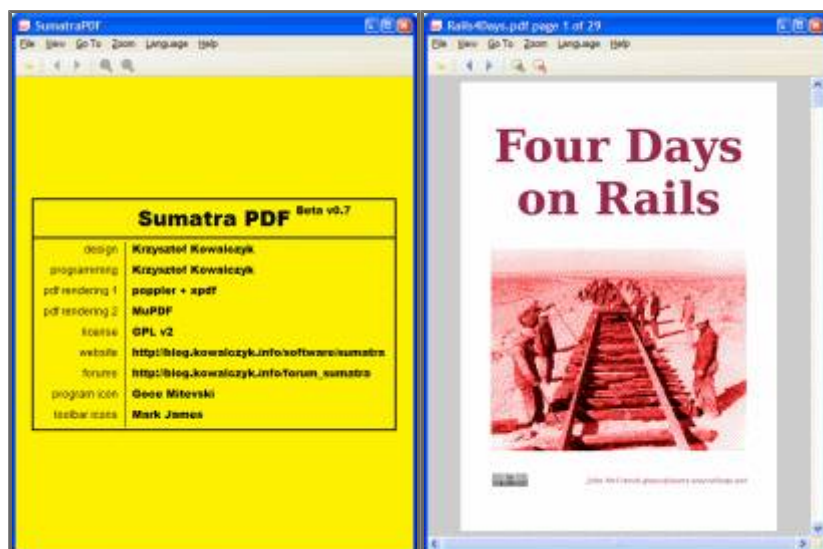 SumatraPDF
File View Go To Zoom Language Help
Sumatra PDF Beta v0.7
design Krzysztof Kowalczyk
programming Krzysztof Kowalczyk
pdf rendering 1 poppler + xpdf
pdf rendering 2 MuPDF
license GPL v2
website http://blog.kowalczyk.info/software/sumatra
forums http://blog.kowalczyk.info/forum_sumatra
program icon Goce Mitevski
toolbar icons Mark James
Rails4Days.pdf page 1 of 29
File View Go To Zoom Language Help
Four Days
on Rails